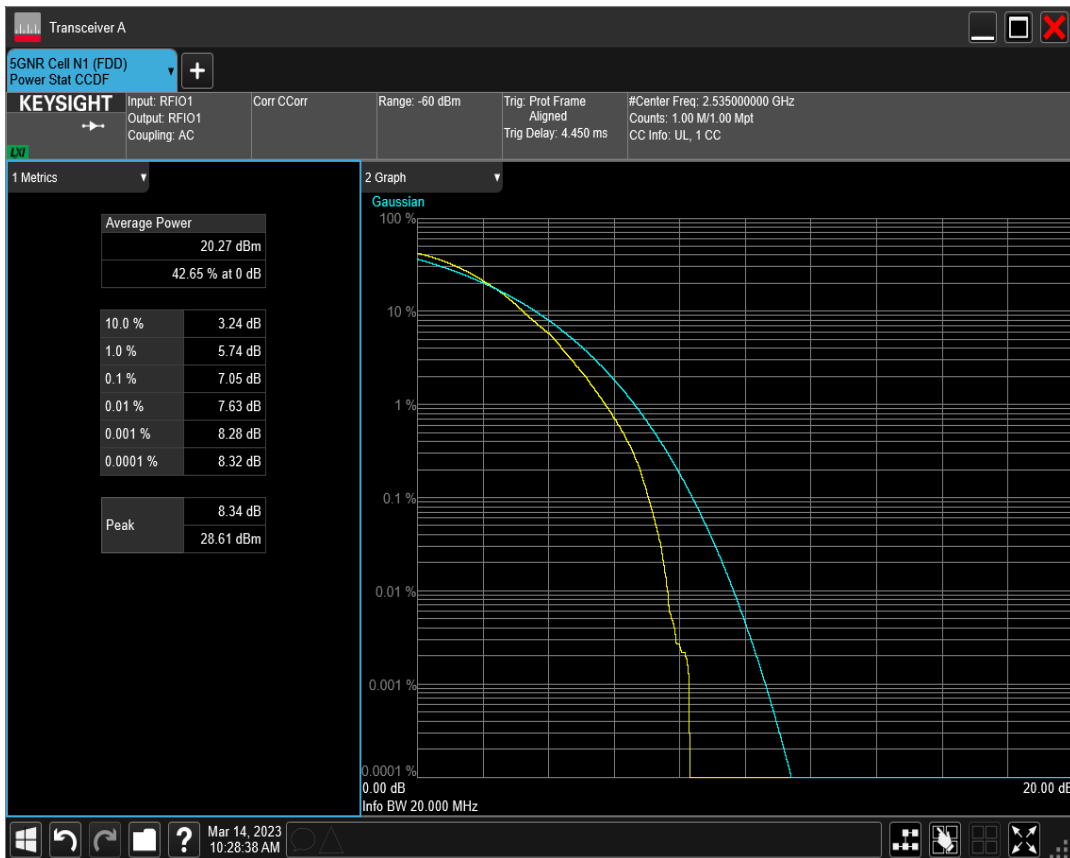 Transceiver A
5GNR Cell N1 (FDD)
Power Stat CCDF
KEYSIGHT
LXI
Input: RFIO1
Output: RFIO1
Coupling: AC
Corr CCorr
Range: -60 dBm
Trig: Prot Frame
Aligned
Trig Delay: 4.450 ms
#Center Freq: 2.535000000 GHz
Counts: 1.00 M/1.00 Mpt
CC Info: UL, 1 CC
1 Metrics
Average Power
20.27 dBm
42.65 % at 0 dB
10.0 % 3.24 dB
1.0 % 5.74 dB
0.1 % 7.05 dB
0.01 % 7.63 dB
0.001 % 8.28 dB
0.0001 % 8.32 dB
Peak 8.34 dB
28.61 dBm
2 Graph
Gaussian
100 %
10 %
1 %
0.1 %
0.01 %
0.001 %
0.0001 %
0.00 dB 20.00 dB
Info BW 20.000 MHz
?
Mar 14, 2023
10:28:38 AM